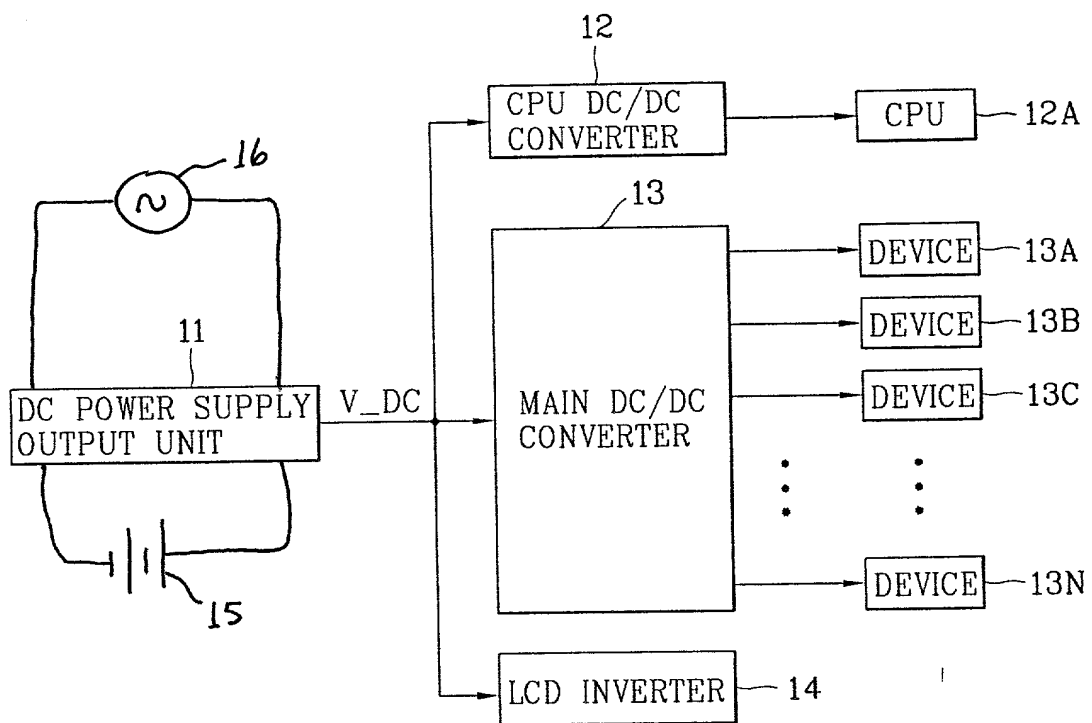 12
CPU DC/DC
CONVERTER
CPU
12A
16
~
13
DEVICE
13A
DEVICE
13B
11
DC POWER SUPPLY
OUTPUT UNIT
V_DC
MAIN DC/DC
CONVERTER
DEVICE
13C
DEVICE
13N
15
LCD INVERTER
14